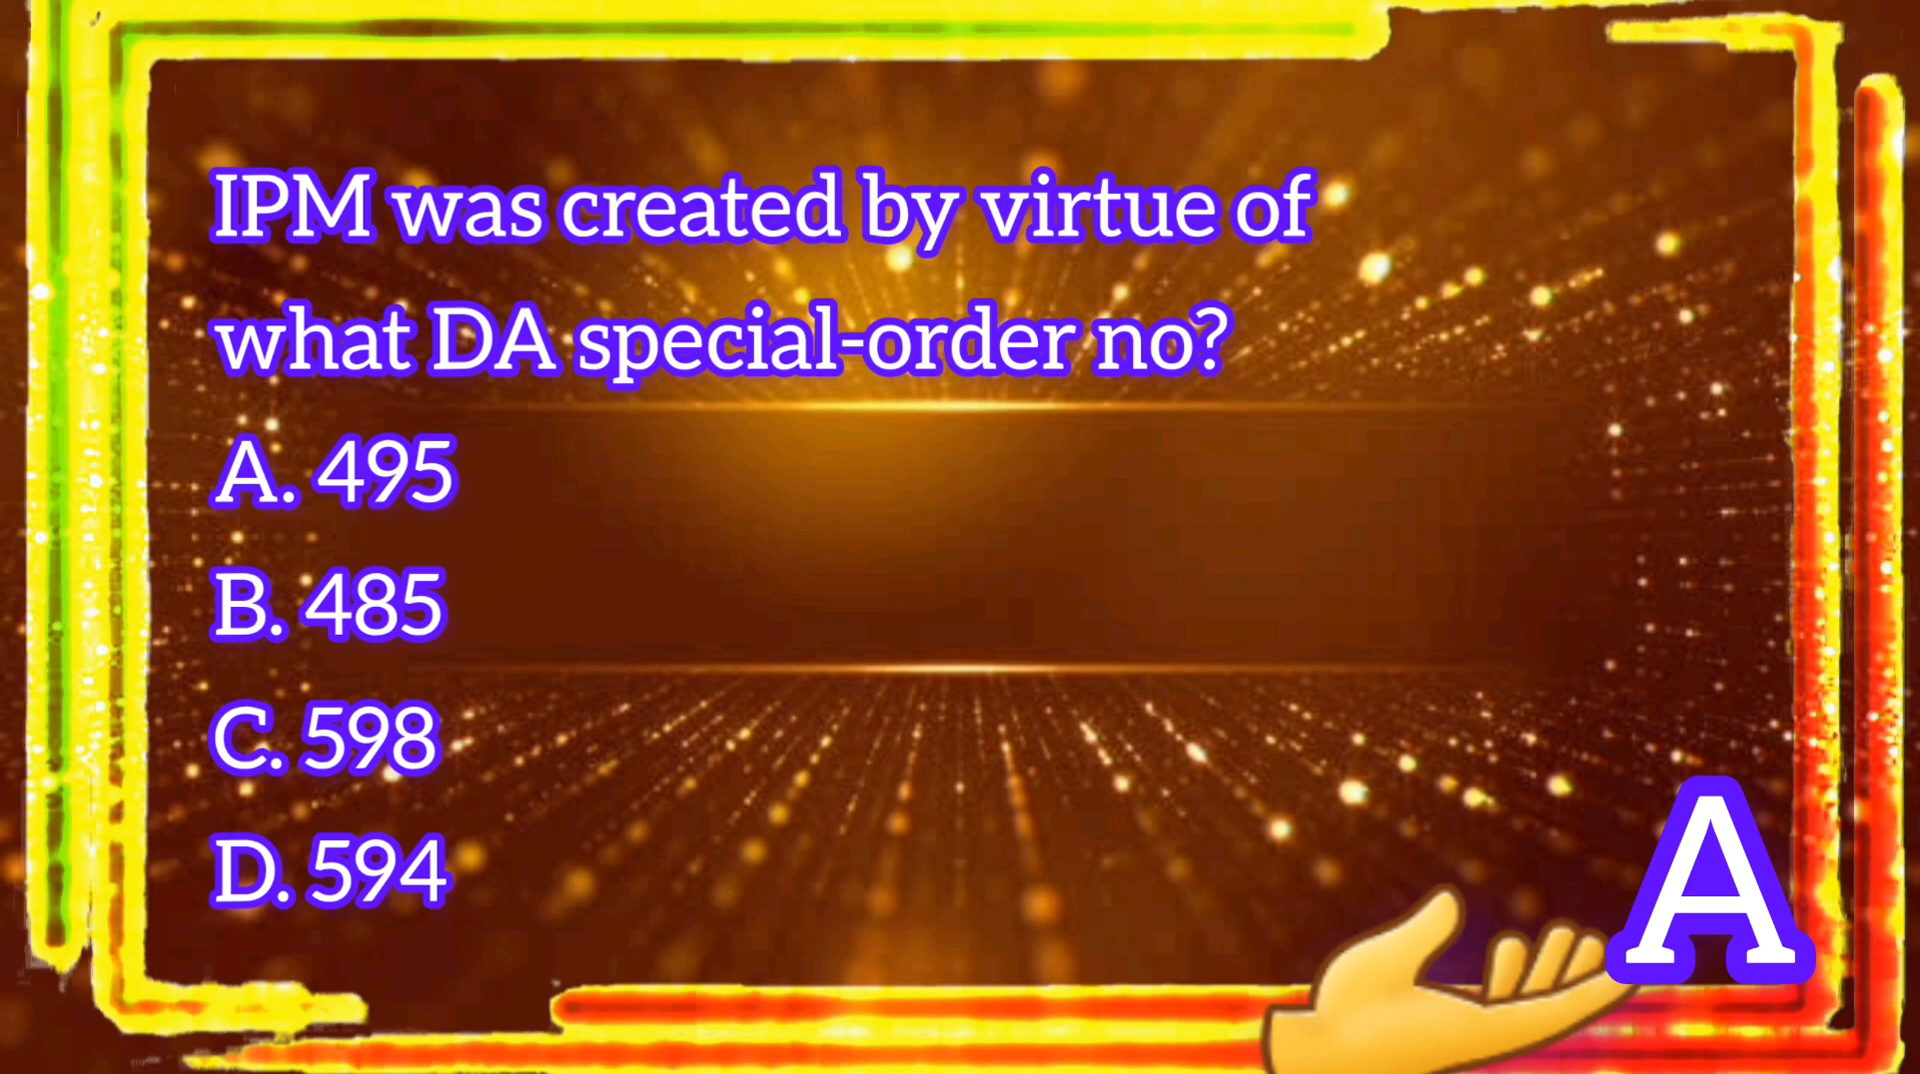 IPM was created by virtue of
what DA special-order no?
A. 495
B. 485
C. 598
D. 594
A